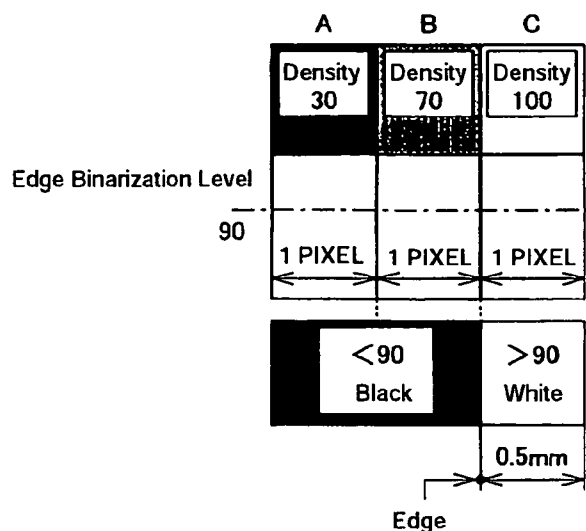 A B C
Density Density Density
30 70 100
Edge Binarization Level
90
1 PIXEL 1 PIXEL 1 PIXEL
<90 >90
Black White
0.5mm
Edge